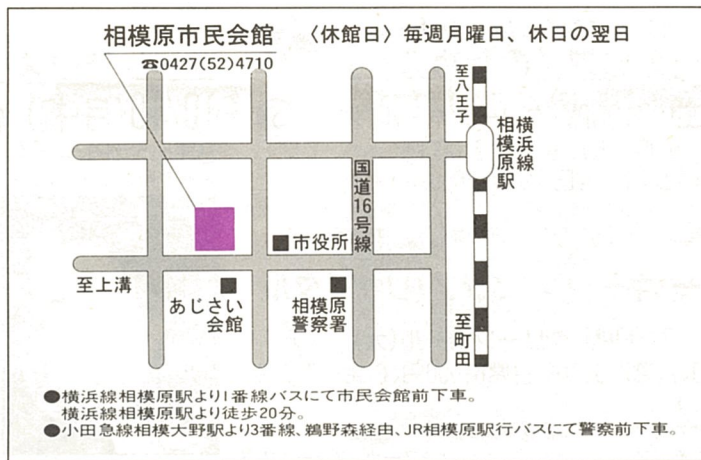 相模原市民会館
〈休館日〉毎週月曜日、休日の翌日
☎0427(52)4710
至八王子
横浜線
相模原駅
国道16号線
市役所
至上溝
あじさい
会館
相模原
警察署
至町田
●横浜線相模原駅より1番線バスにて市民会館前下車。
横浜線相模原駅より徒歩20分。
●小田急線相模大野駅より3番線、鵜野森経由、JR相模原駅行バスにて警察前下車。